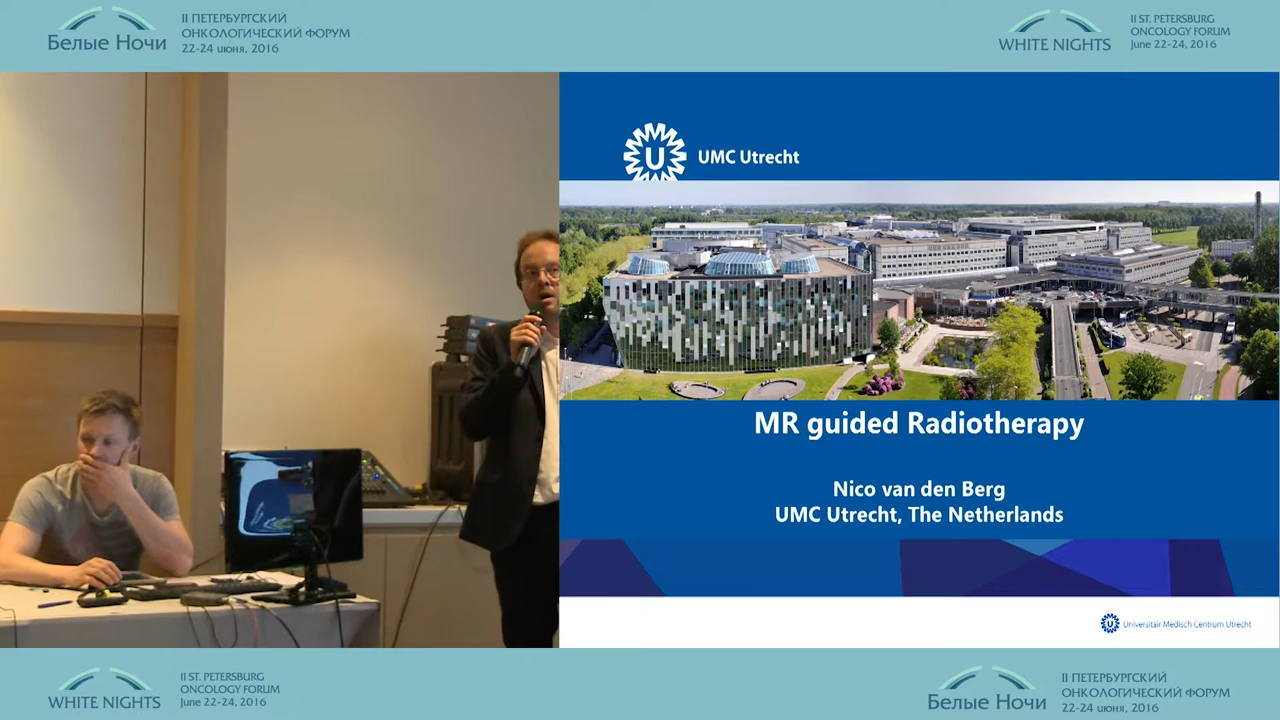 Белые Ночи
II ПЕТЕРБУРГСКИЙ
ОНКОЛОГИЧЕСКИЙ ФОРУМ
22-24 июня, 2016
WHITE NIGHTS
II ST. PETERSBURG
ONCOLOGY FORUM
June 22-24, 2016
U
UMC Utrecht
MR guided Radiotherapy
Nico van den Berg
UMC Utrecht, The Netherlands
Universitair Medisch Centrum Utrecht
WHITE NIGHTS
II ST. PETERSBURG
ONCOLOGY FORUM
June 22-24, 2016
Белые Ночи
II ПЕТЕРБУРГСКИЙ
ОНКОЛОГИЧЕСКИЙ ФОРУМ
22-24 июня, 2016